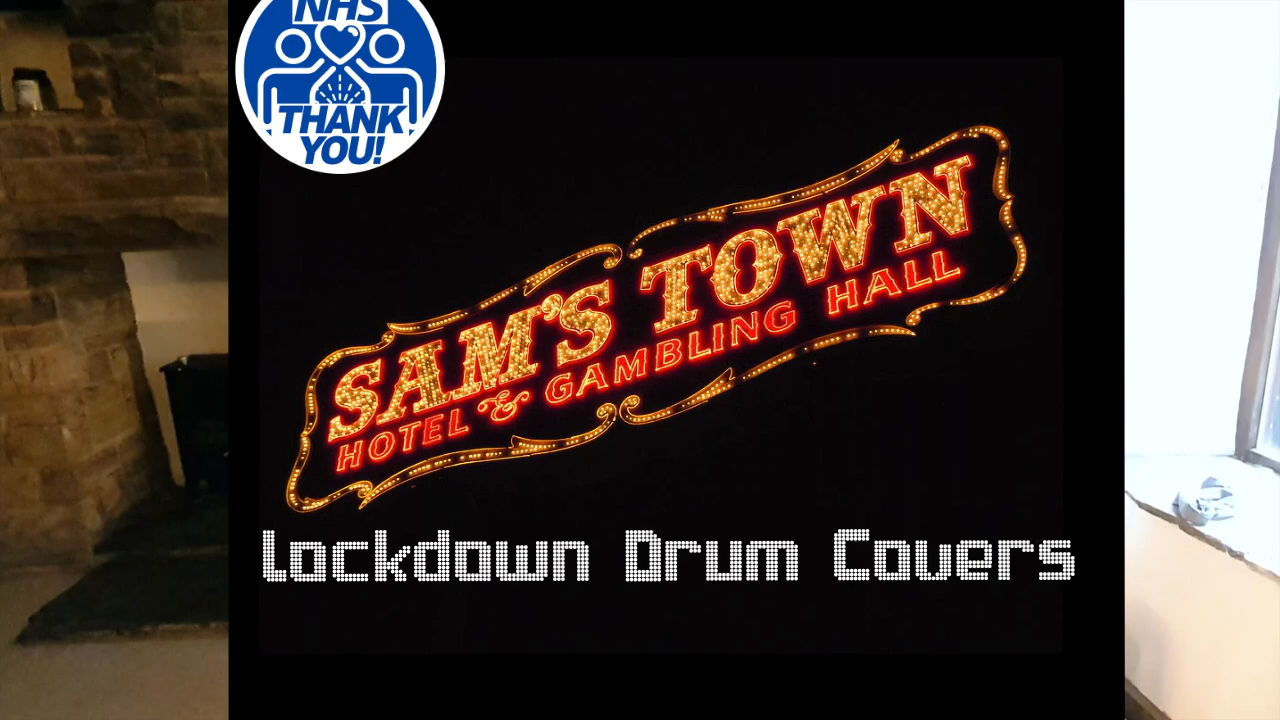 NHS
THANK
YOU!
SAM'S TOWN
HOTEL & GAMBLING HALL
Lockdown Drum Covers